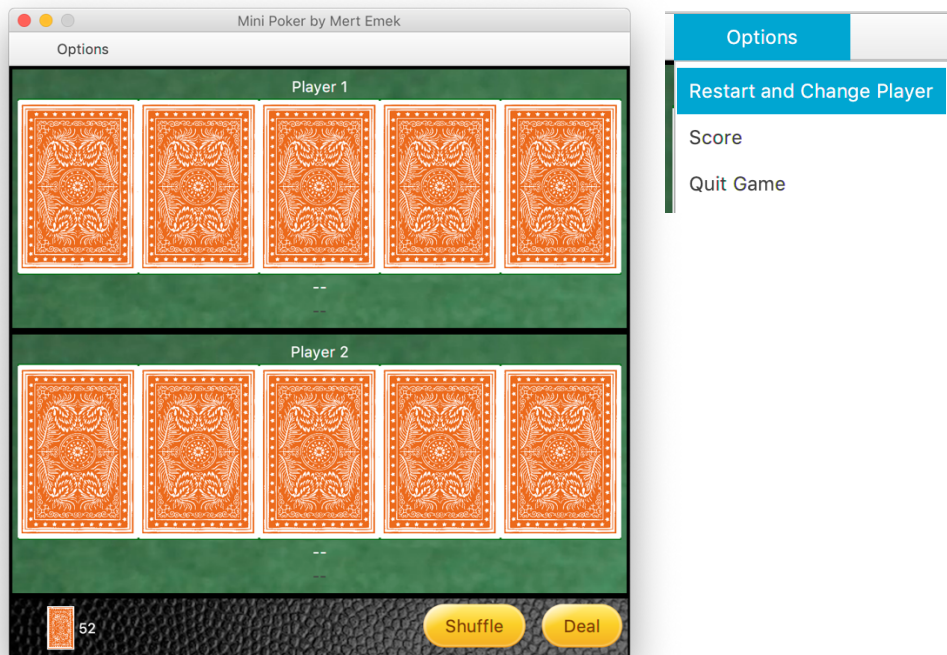 Mini Poker by Mert Emek
Options
Player 1
--
--
Player 2
--
--
52
Shuffle
Deal
Options
Restart and Change Player
Score
Quit Game